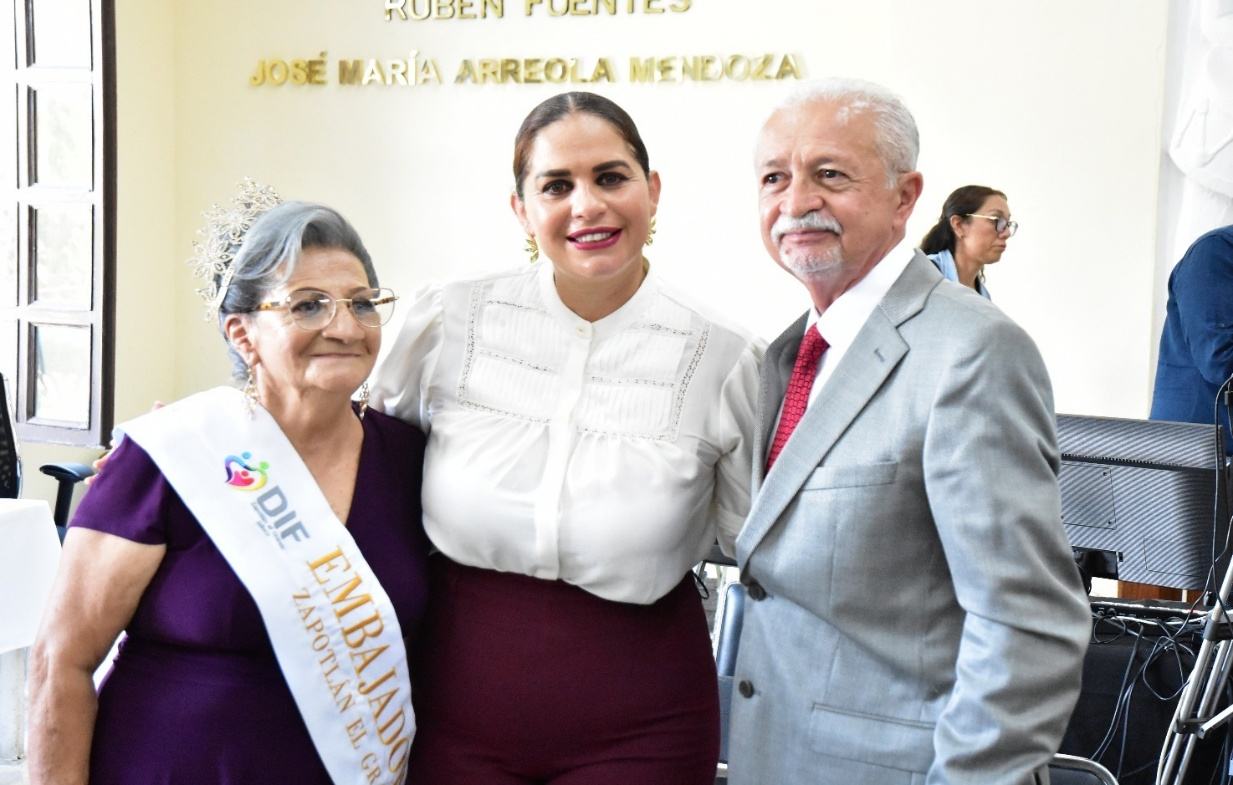 RUBÉN FUENTES
JOSÉ MARÍA ARREOLA MENDOZA
DIF
EMBAJADO
ZAPOTLÁN EL GR